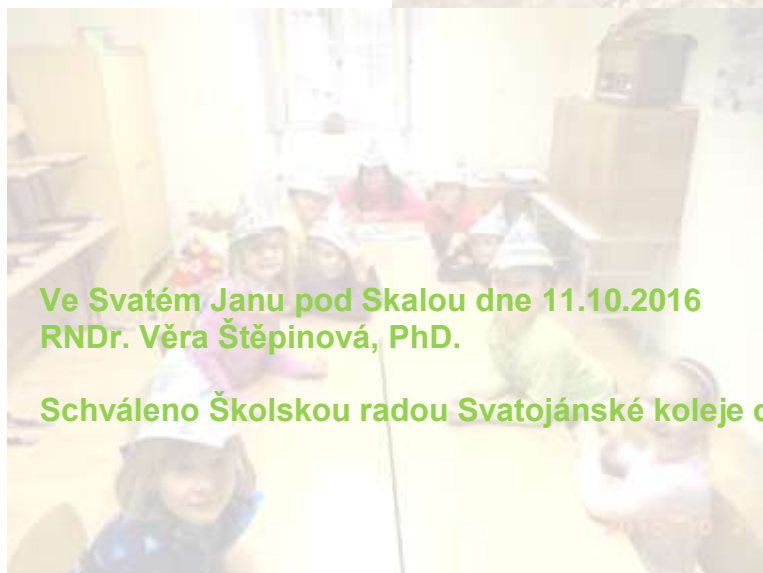 Ve Svatém Janu pod Skalou dne 11.10.2016
RNDr. Věra Štěpinová, PhD.
Schváleno Školskou radou Svatojánské koleje